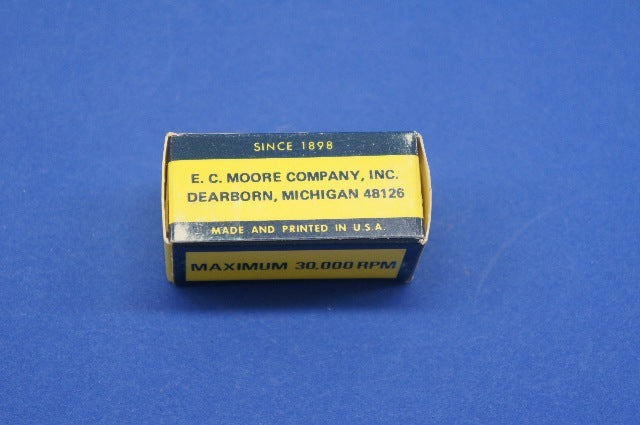 SINCE 1898
E. C. MOORE COMPANY, INC.
DEARBORN, MICHIGAN 48126
MADE AND PRINTED IN U.S.A.
MAXIMUM 30,000 RPM